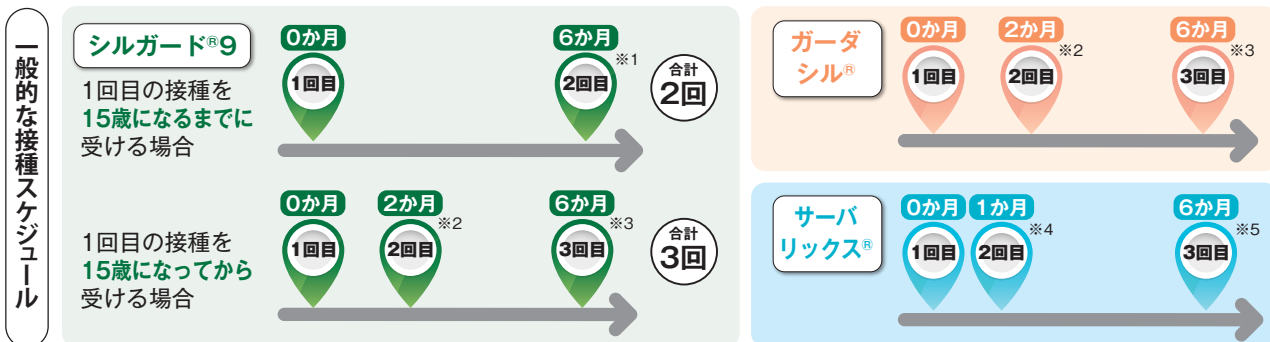 一般的な接種スケジュール
シルガード®9
1回目の接種を
15歳になるまでに
受ける場合
0か月
1回目
6か月
※1
2回目
合計
2回
1回目の接種を
15歳になってから
受ける場合
0か月
1回目
2か月
※2
2回目
6か月
※3
3回目
合計
3回
ガーダ
シル®
0か月
1回目
2か月
※2
2回目
6か月
※3
3回目
サーバ
リックス®
0か月
1回目
1か月
※4
2回目
6か月
※5
3回目